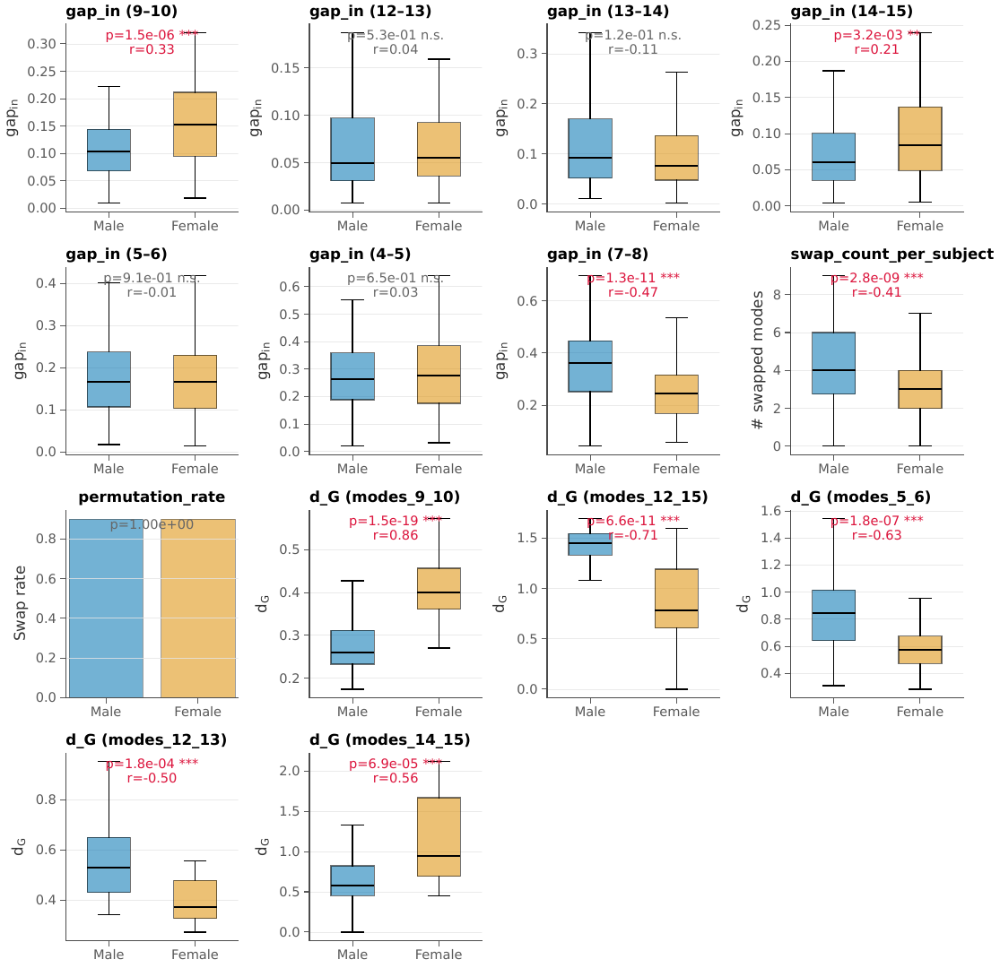 gap_in (9–10)
p=1.5e-06 ***
r=0.33
gap_in
0.30
0.25
0.20
0.15
0.10
0.05
0.00
Male
Female
gap_in (12–13)
p=5.3e-01 n.s.
r=0.04
gap_in
0.15
0.10
0.05
0.00
Male
Female
gap_in (13–14)
p=1.2e-01 n.s.
r=-0.11
gap_in
0.3
0.2
0.1
0.0
Male
Female
gap_in (14–15)
p=3.2e-03 **
r=0.21
gap_in
0.25
0.20
0.15
0.10
0.05
0.00
Male
Female
gap_in (5–6)
p=9.1e-01 n.s.
r=-0.01
gap_in
0.4
0.3
0.2
0.1
0.0
Male
Female
gap_in (4–5)
p=6.5e-01 n.s.
r=0.03
gap_in
0.6
0.5
0.4
0.3
0.2
0.1
0.0
Male
Female
gap_in (7–8)
p=1.3e-11 ***
r=-0.47
gap_in
0.6
0.4
0.2
Male
Female
swap_count_per_subject
p=2.8e-09 ***
r=-0.41
# swapped modes
8
6
4
2
0
Male
Female
permutation_rate
p=1.00e+00
Swap rate
0.8
0.6
0.4
0.2
0.0
Male
Female
d_G (modes_9_10)
p=1.5e-19 ***
r=0.86
d_G
0.5
0.4
0.3
0.2
Male
Female
d_G (modes_12_15)
p=6.6e-11 ***
r=-0.71
d_G
1.5
1.0
0.5
0.0
Male
Female
d_G (modes_5_6)
p=1.8e-07 ***
r=-0.63
d_G
1.6
1.4
1.2
1.0
0.8
0.6
0.4
Male
Female
d_G (modes_12_13)
p=1.8e-04 ***
r=-0.50
d_G
0.8
0.6
0.4
Male
Female
d_G (modes_14_15)
p=6.9e-05 ***
r=0.56
d_G
2.0
1.5
1.0
0.5
0.0
Male
Female